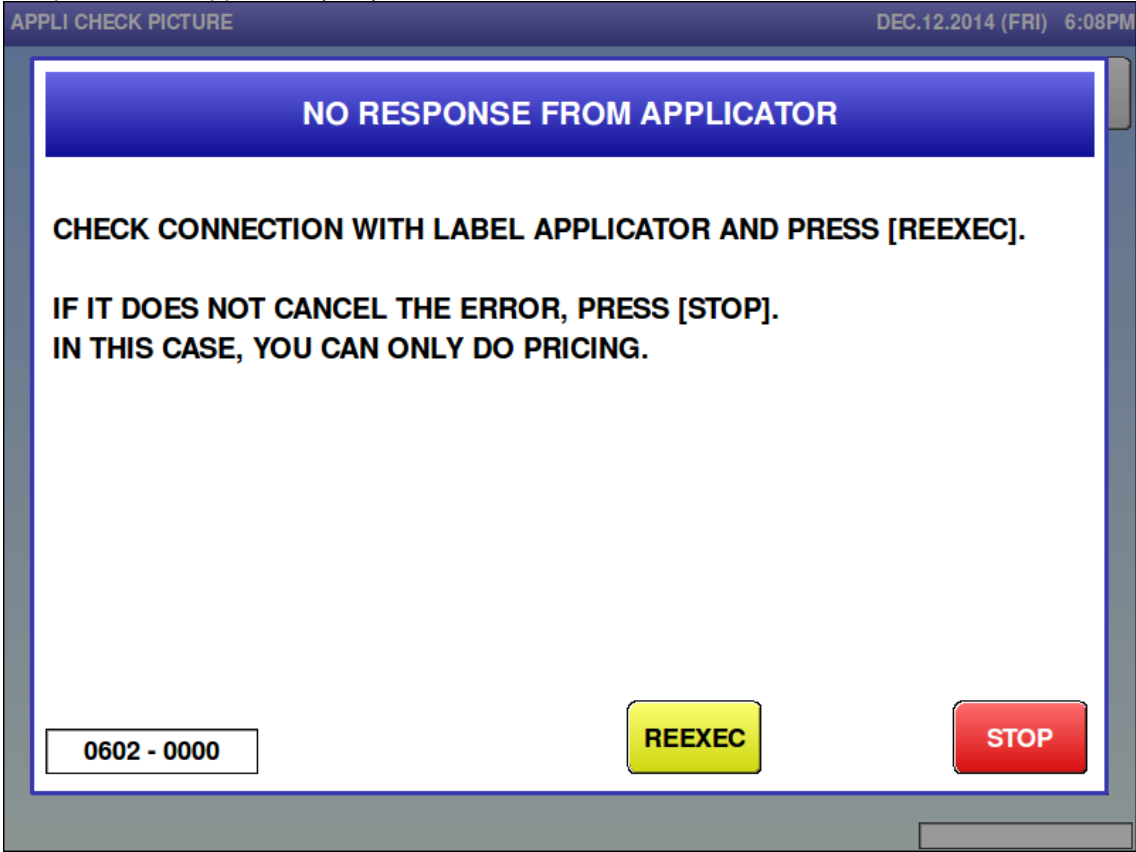 APPLI CHECK PICTURE DEC.12.2014 (FRI) 6:08PM
NO RESPONSE FROM APPLICATOR
CHECK CONNECTION WITH LABEL APPLICATOR AND PRESS [REEXEC].
IF IT DOES NOT CANCEL THE ERROR, PRESS [STOP].
IN THIS CASE, YOU CAN ONLY DO PRICING.
0602 - 0000 REEXEC STOP